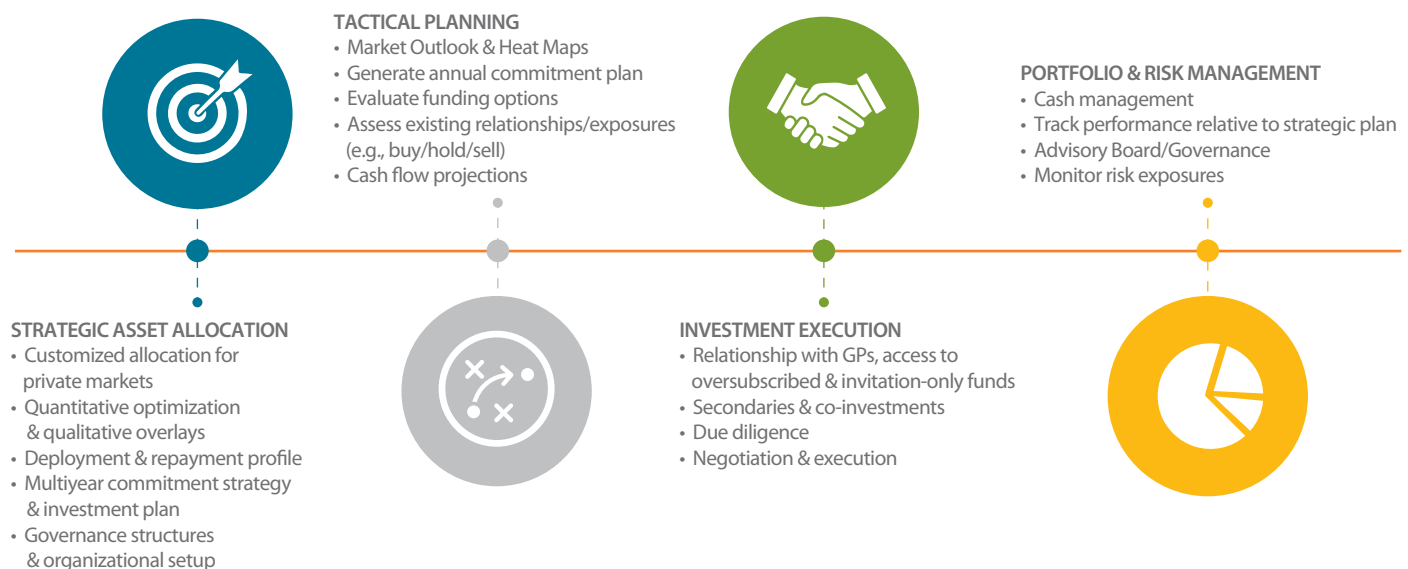 TACTICAL PLANNING
• Market Outlook & Heat Maps
• Generate annual commitment plan
• Evaluate funding options
• Assess existing relationships/exposures
(e.g., buy/hold/sell)
• Cash flow projections
PORTFOLIO & RISK MANAGEMENT
• Cash management
• Track performance relative to strategic plan
• Advisory Board/Governance
• Monitor risk exposures
STRATEGIC ASSET ALLOCATION
• Customized allocation for
private markets
• Quantitative optimization
& qualitative overlays
• Deployment & repayment profile
• Multiyear commitment strategy
& investment plan
• Governance structures
& organizational setup
INVESTMENT EXECUTION
• Relationship with GPs, access to
oversubscribed & invitation-only funds
• Secondaries & co-investments
• Due diligence
• Negotiation & execution